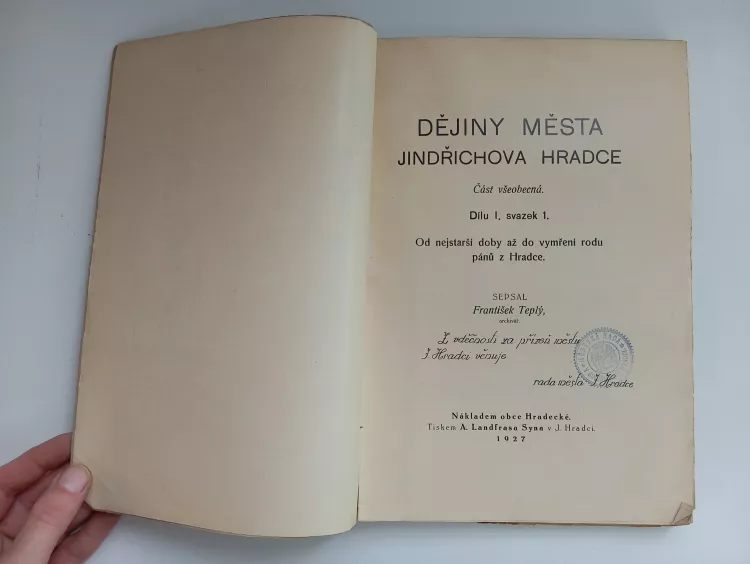 DĚJINY MĚSTA
JINDŘICHOVA HRADCE
Část všeobecná.
Dílu I. svazek 1.
Od nejstarší doby až do vymření rodu
pánů z Hradce.
SEPSAL
František Teplý,
archivář.
Z vděčnosti za přízeň městu
J. Hradci věnuje
rada města J. Hradce
Nákladem obce Hradecké.
Tiskem A. Landfrasa Syna v J. Hradci.
1927